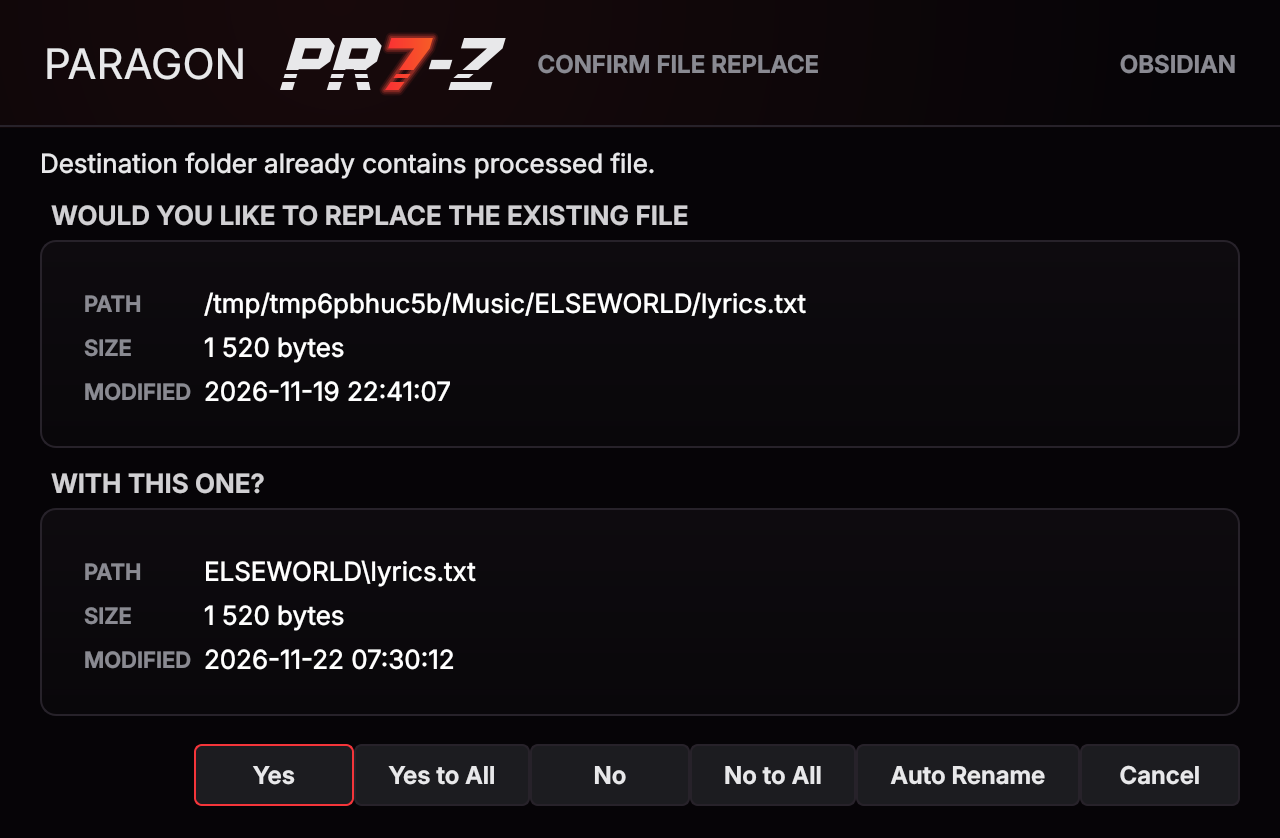 PARAGON PR7-Z CONFIRM FILE REPLACE OBSIDIAN
Destination folder already contains processed file.
WOULD YOU LIKE TO REPLACE THE EXISTING FILE
PATH /tmp/tmp6pbhuc5b/Music/ELSEWORLD/lyrics.txt
SIZE 1 520 bytes
MODIFIED 2026-11-19 22:41:07
WITH THIS ONE?
PATH ELSEWORLD\lyrics.txt
SIZE 1 520 bytes
MODIFIED 2026-11-22 07:30:12
Yes Yes to All No No to All Auto Rename Cancel